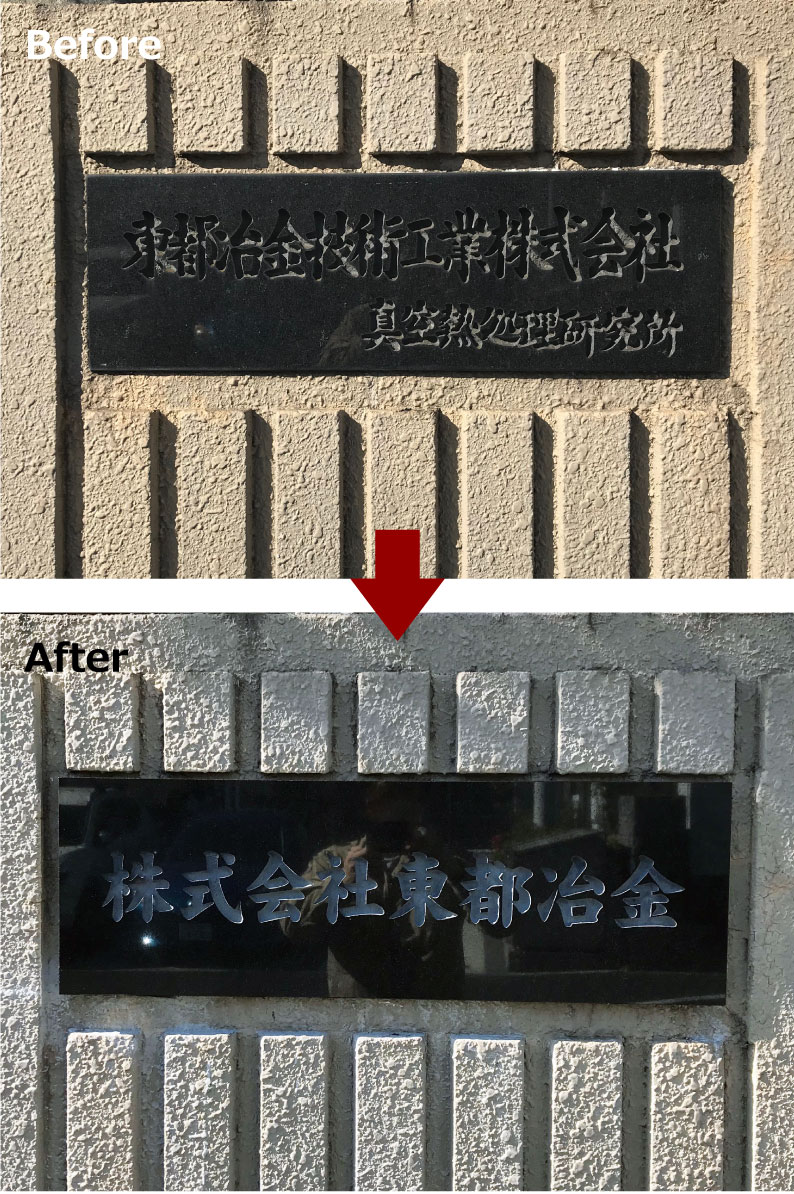 Before
東都冶金技術工業株式会社
真空熱処理研究所
After
株式会社東都冶金